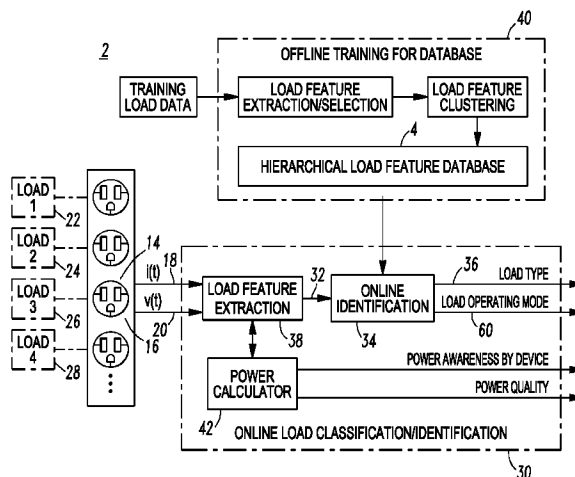 2
40
OFFLINE TRAINING FOR DATABASE
TRAINING
LOAD DATA
LOAD FEATURE
EXTRACTION/SELECTION
LOAD FEATURE
CLUSTERING
4
HIERARCHICAL LOAD FEATURE DATABASE
LOAD
1
22
LOAD
2
24
LOAD
3
26
LOAD
4
28
14
16
i(t)
18
v(t)
20
LOAD FEATURE
EXTRACTION
38
32
ONLINE
IDENTIFICATION
34
36
LOAD TYPE
LOAD OPERATING MODE
60
POWER
CALCULATOR
42
POWER AWARENESS BY DEVICE
POWER QUALITY
ONLINE LOAD CLASSIFICATION/IDENTIFICATION
30